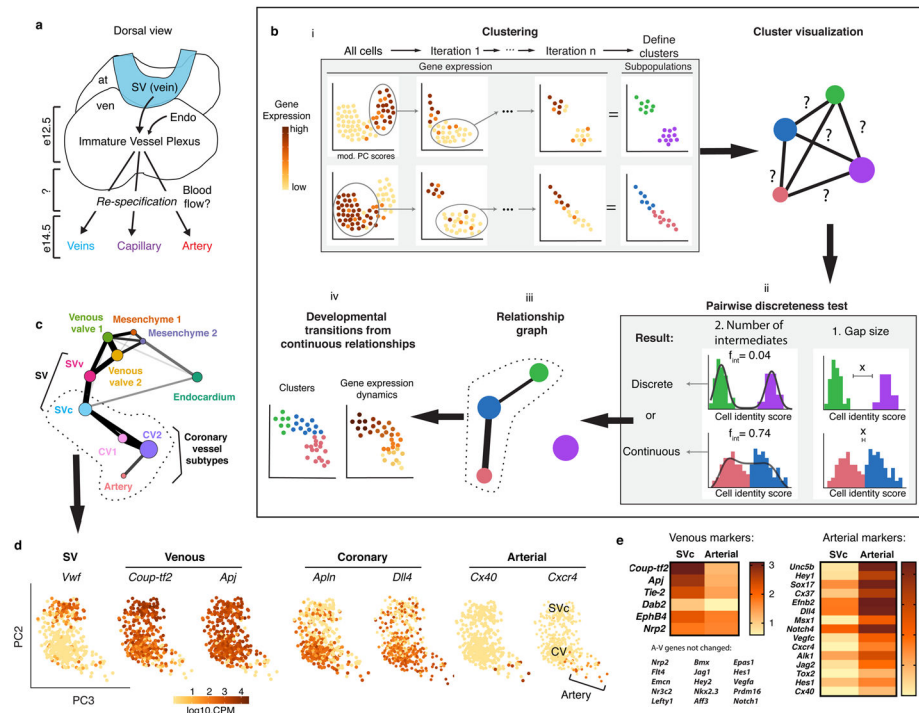 a
Dorsal view
at
SV (vein)
ven
Endo
Immature Vessel Plexus
e12.5
?
Re-specification
Blood
flow?
e14.5
Veins
Capillary
Artery
b
i
Clustering
All cells
Iteration 1
...
Iteration n
Define
clusters
Gene expression
Subpopulations
Gene
Expression
high
low
mod. PC scores
...
=
...
=
Cluster visualization
?
?
?
?
?
?
ii
Pairwise discreteness test
Result:
2. Number of
intermediates
1. Gap size
fint= 0.04
x
Discrete
Cell identity score
Cell identity score
or
fint= 0.74
x
Continuous
Cell identity score
Cell identity score
iii
Relationship
graph
iv
Developmental
transitions from
continuous relationships
Clusters
Gene expression
dynamics
c
Venous
valve 1
Mesenchyme 1
Mesenchyme 2
SV
SVv
Venous
valve 2
Endocardium
SVc
CV1
CV2
Coronary
vessel
subtypes
Artery
d
SV
Venous
Coronary
Arterial
Vwf
Coup-tf2
Apj
Apln
Dll4
Cx40
Cxcr4
PC2
PC3
SVc
CV
Artery
1 2 3 4
log10.CPM
e
Venous markers:
SVc Arterial
Coup-tf2
Apj
Tie-2
Dab2
EphB4
Nrp2
3
2
1
A-V genes not changed:
Nrp2 Bmx Epas1
Flt4 Jag1 Hes1
Emcn Hey2 Vegfa
Nr3c2 Nkx2.3 Prdm16
Lefty1 Aff3 Notch1
Arterial markers:
SVc Arterial
Unc5b
Hey1
Sox17
Cx37
Efnb2
Dll4
Msx1
Notch4
Vegfc
Cxcr4
Alk1
Jag2
Tox2
Hes1
Cx40